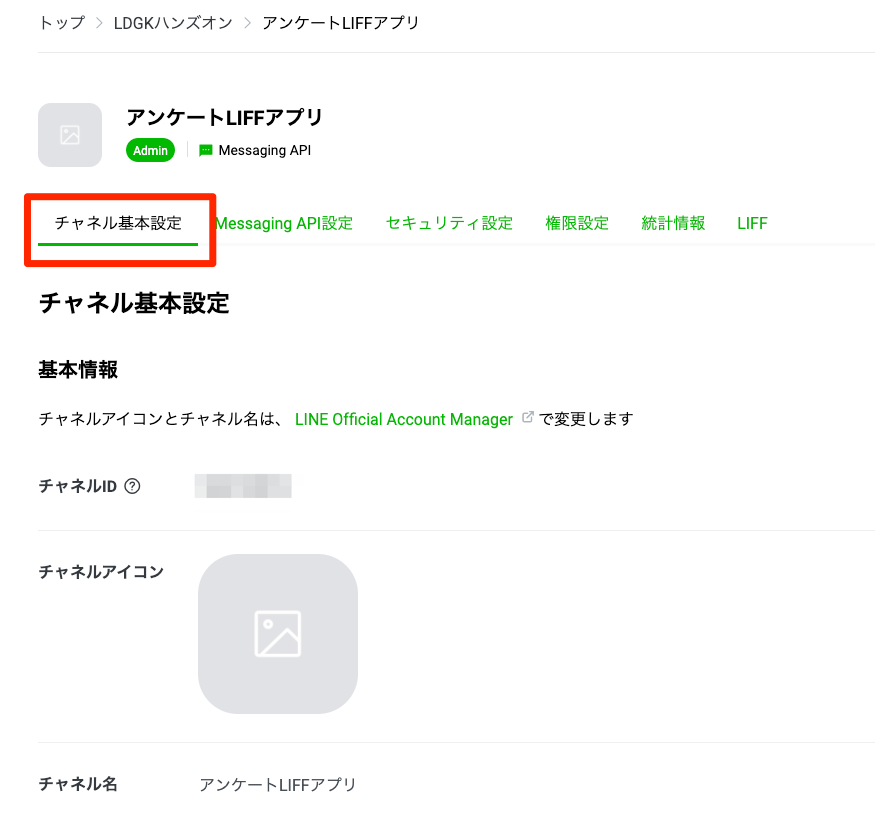 トップ > LDGKハンズオン > アンケートLIFFアプリ
アンケートLIFFアプリ
Admin Messaging API
チャネル基本設定 Messaging API設定 セキュリティ設定 権限設定 統計情報 LIFF
チャネル基本設定
基本情報
チャネルアイコンとチャネル名は、 LINE Official Account Manager で変更します
チャネルID ?
チャネルアイコン
チャネル名 アンケートLIFFアプリ